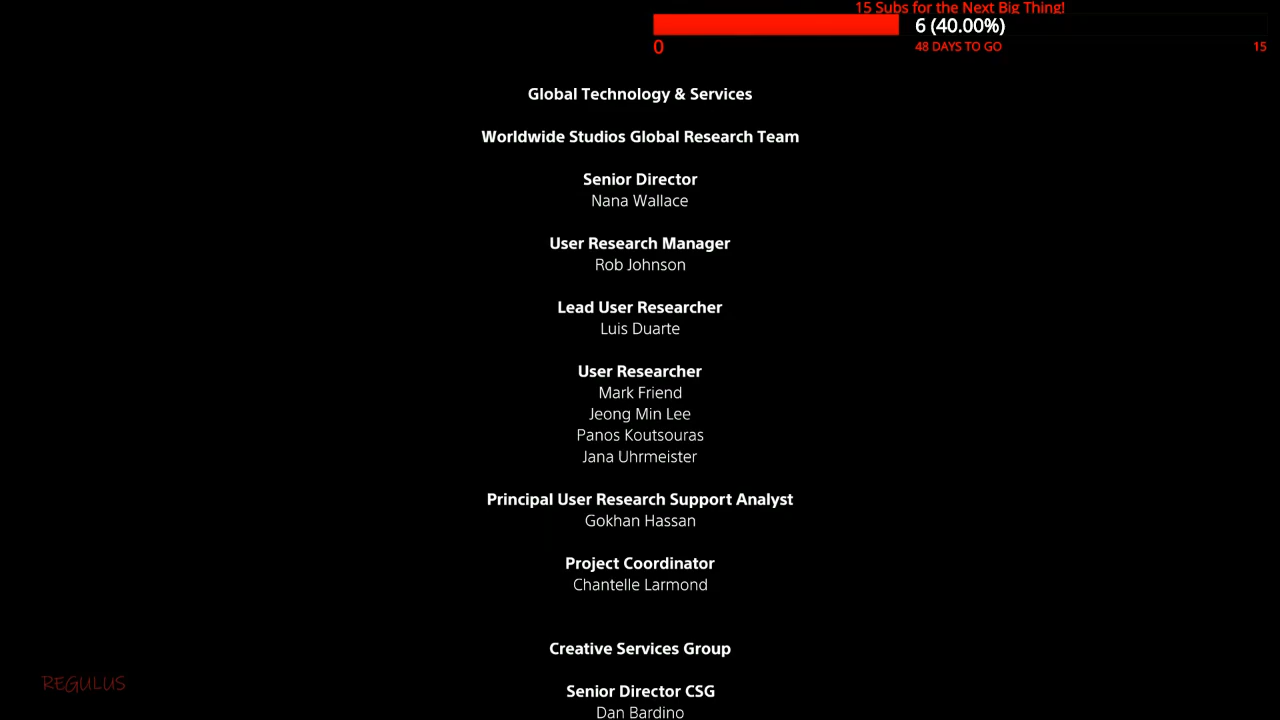 15 Subs for the Next Big Thing!
6 (40.00%)
0
48 DAYS TO GO
15
Global Technology & Services
Worldwide Studios Global Research Team
Senior Director
Nana Wallace
User Research Manager
Rob Johnson
Lead User Researcher
Luis Duarte
User Researcher
Mark Friend
Jeong Min Lee
Panos Koutsouras
Jana Uhrmeister
Principal User Research Support Analyst
Gokhan Hassan
Project Coordinator
Chantelle Larmond
Creative Services Group
REGULUS
Senior Director CSG
Dan Bardino